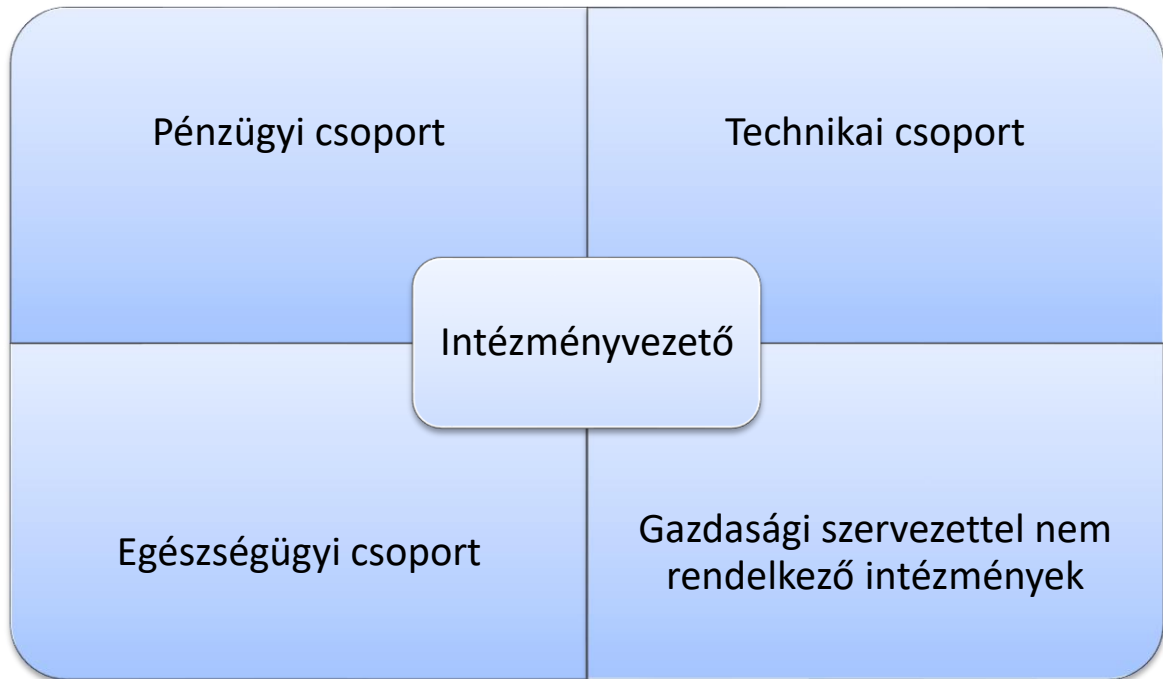 Pénzügyi csoport
Technikai csoport
Intézményvezető
Egészségügyi csoport
Gazdasági szervezettel nem
rendelkező intézmények